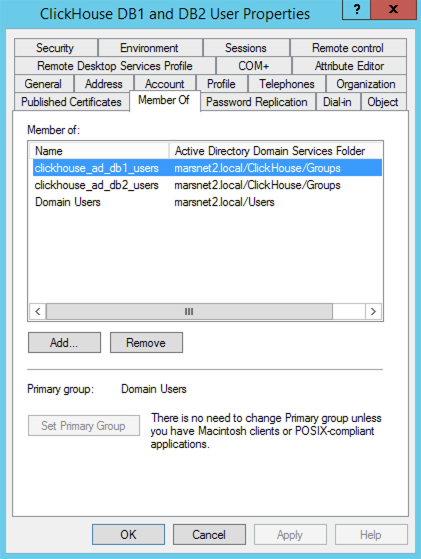 ClickHouse DB1 and DB2 User Properties ? x
Security Environment Sessions Remote control
Remote Desktop Services Profile COM+ Attribute Editor
General Address Account Profile Telephones Organization
Published Certificates Member Of Password Replication Dial-in Object
Member of:
Name Active Directory Domain Services Folder
clickhouse_ad_db1_users marsnet2.local/ClickHouse/Groups
clickhouse_ad_db2_users marsnet2.local/ClickHouse/Groups
Domain Users marsnet2.local/Users
Add... Remove
Primary group: Domain Users
Set Primary Group
There is no need to change Primary group unless
you have Macintosh clients or POSIX-compliant
applications.
OK Cancel Apply Help